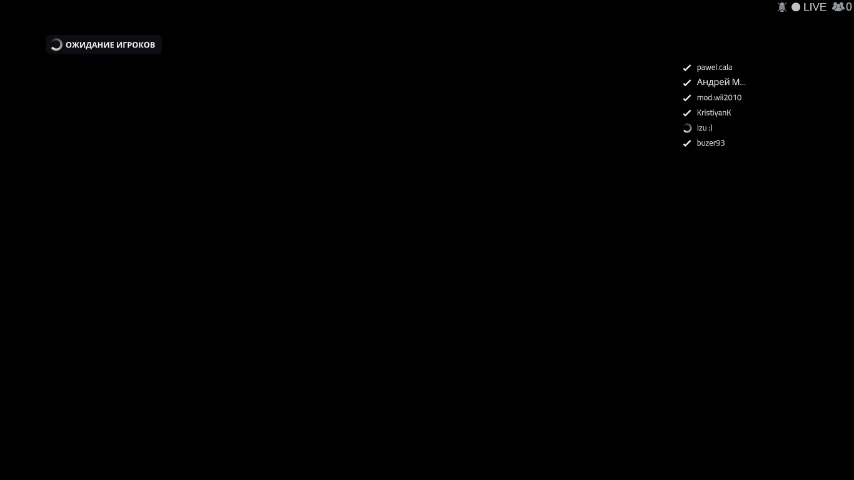 LIVE 0
ОЖИДАНИЕ ИГРОКОВ
pawel.cala
Андрей М...
mod.wii2010
KristiyanK
Izu :l
buzer93